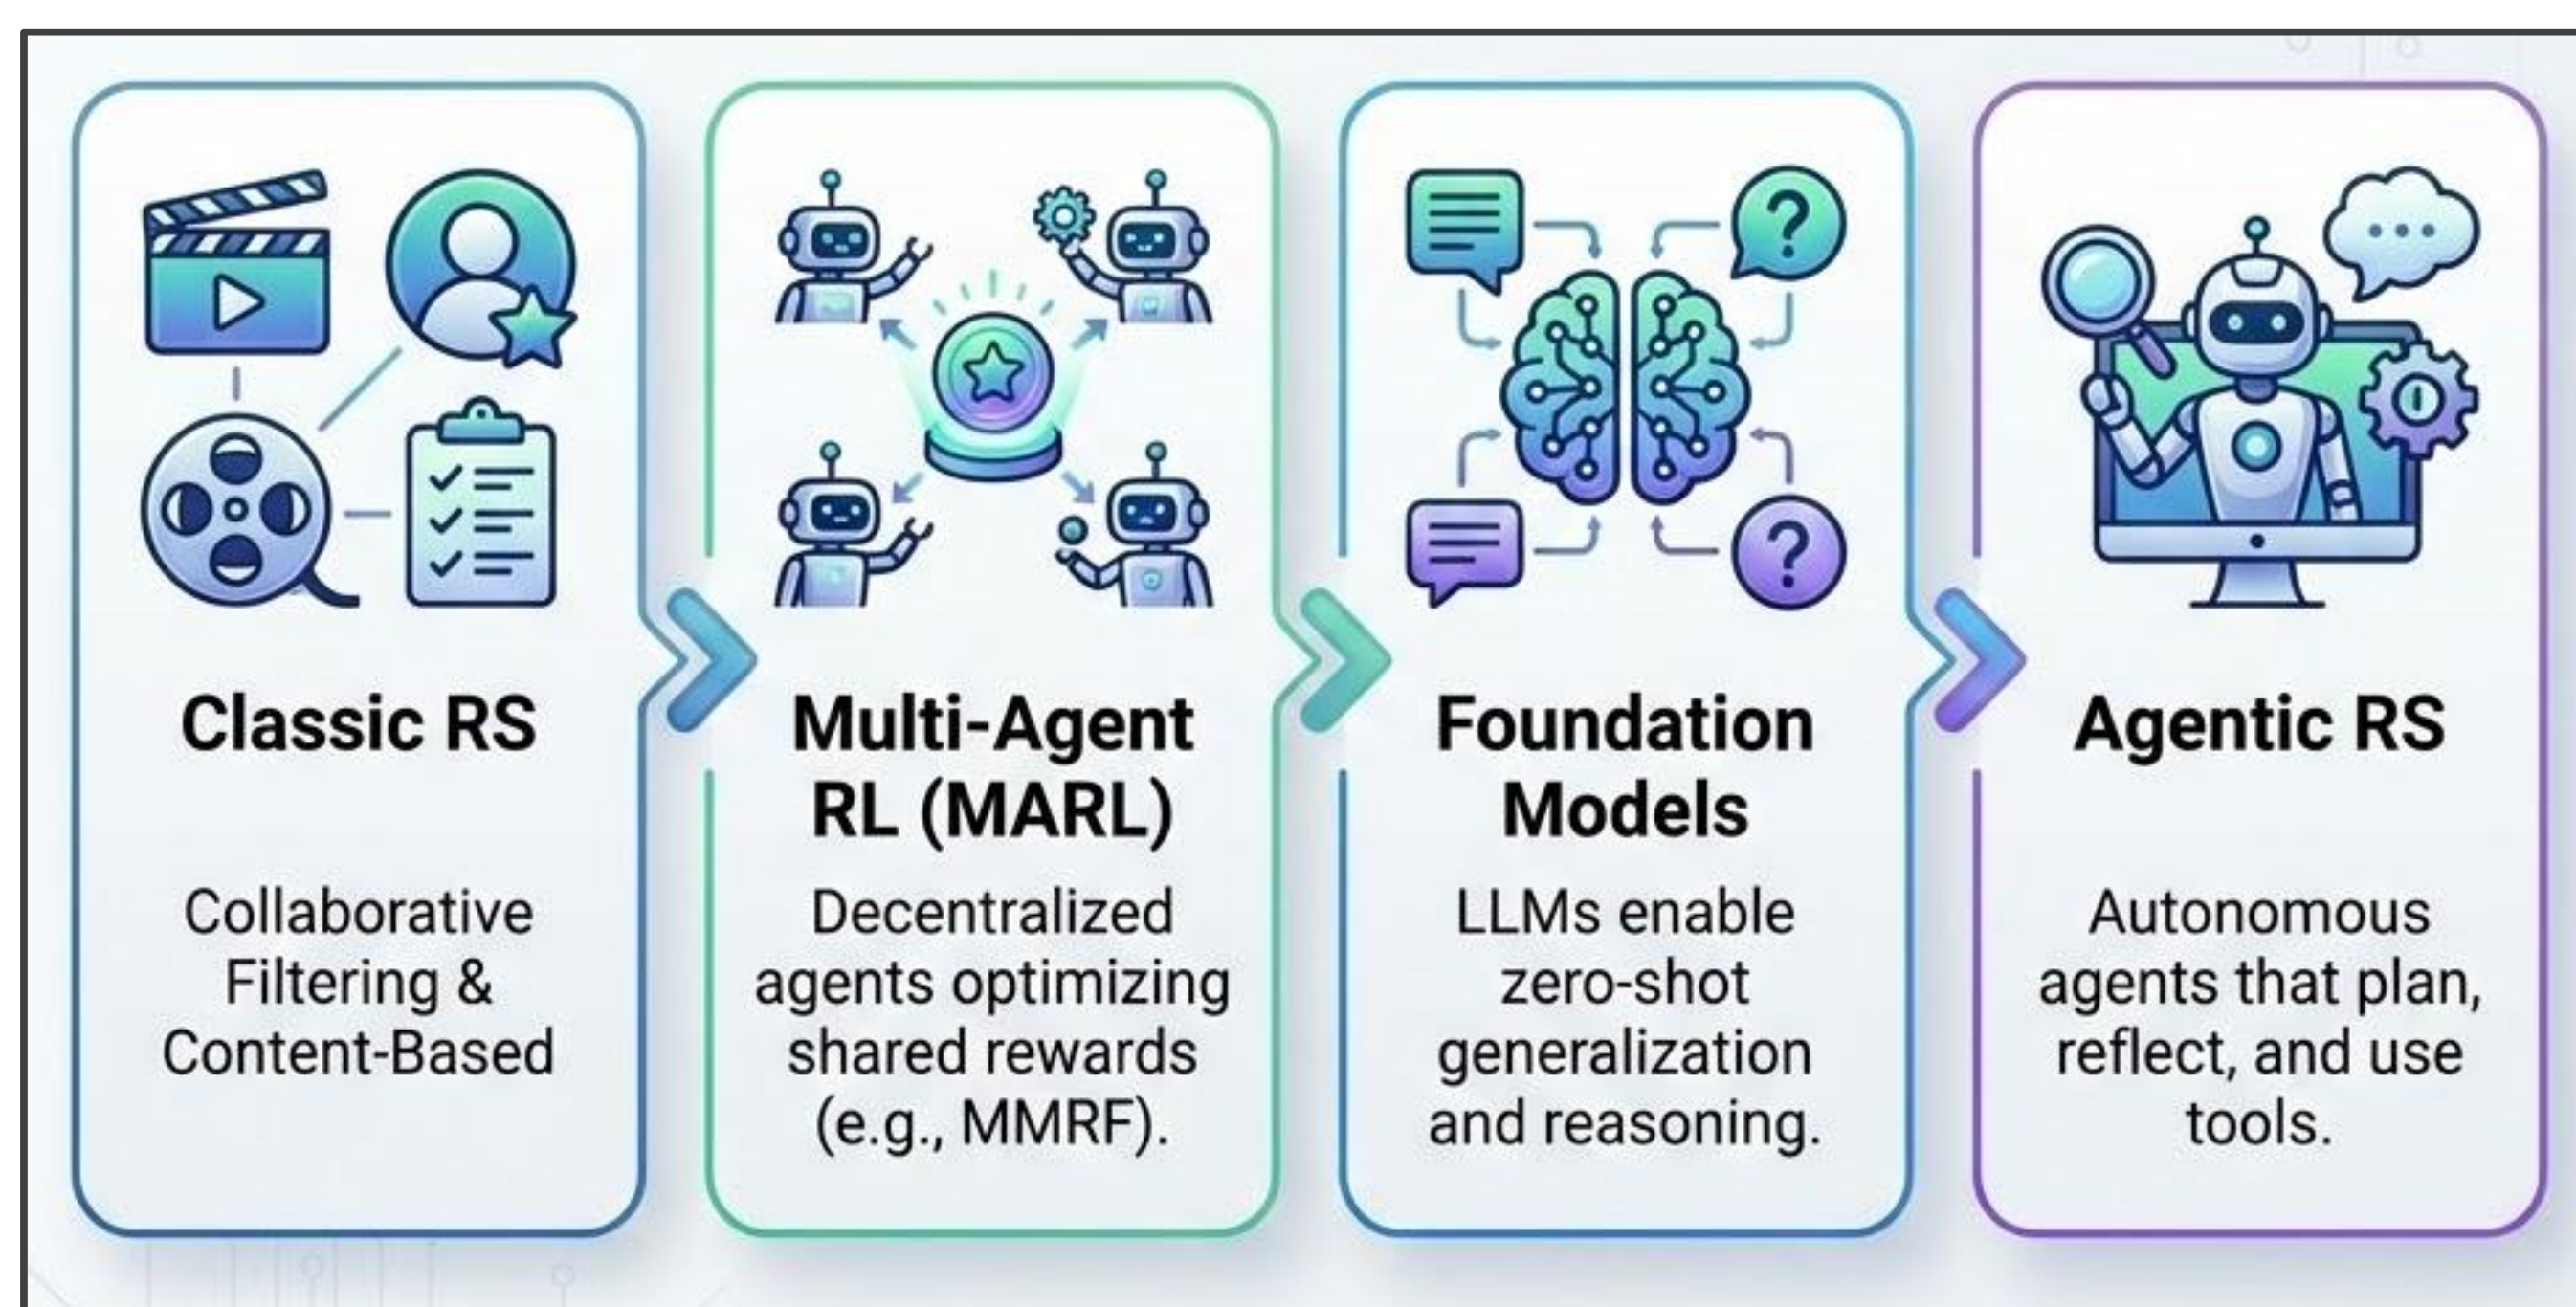 Classic RS
Collaborative
Filtering &
Content-Based
Multi-Agent
RL (MARL)
Decentralized
agents optimizing
shared rewards
(e.g., MMRF).
Foundation
Models
LLMs enable
zero-shot
generalization
and reasoning.
Agentic RS
Autonomous
agents that plan,
reflect, and use
tools.